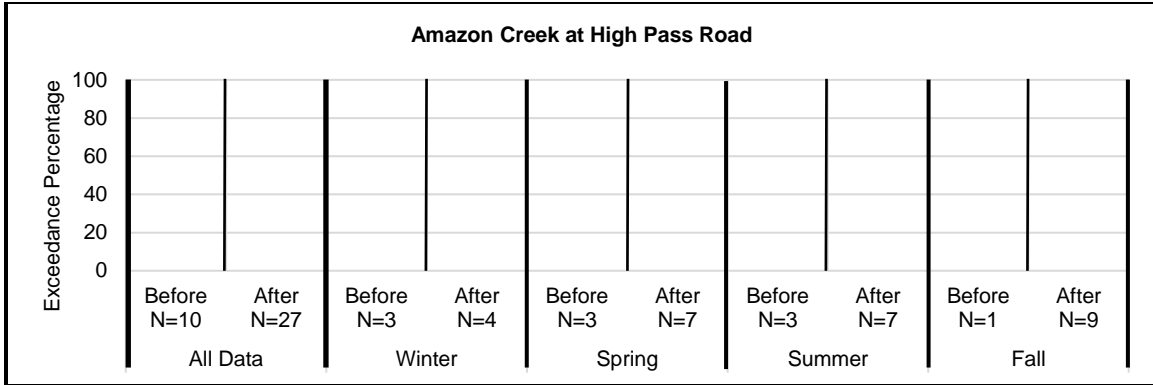 Amazon Creek at High Pass Road
Exceedance Percentage
100
80
60
40
20
0
Before After Before After Before After Before After Before After
N=10 N=27 N=3 N=4 N=3 N=7 N=3 N=7 N=1 N=9
All Data Winter Spring Summer Fall